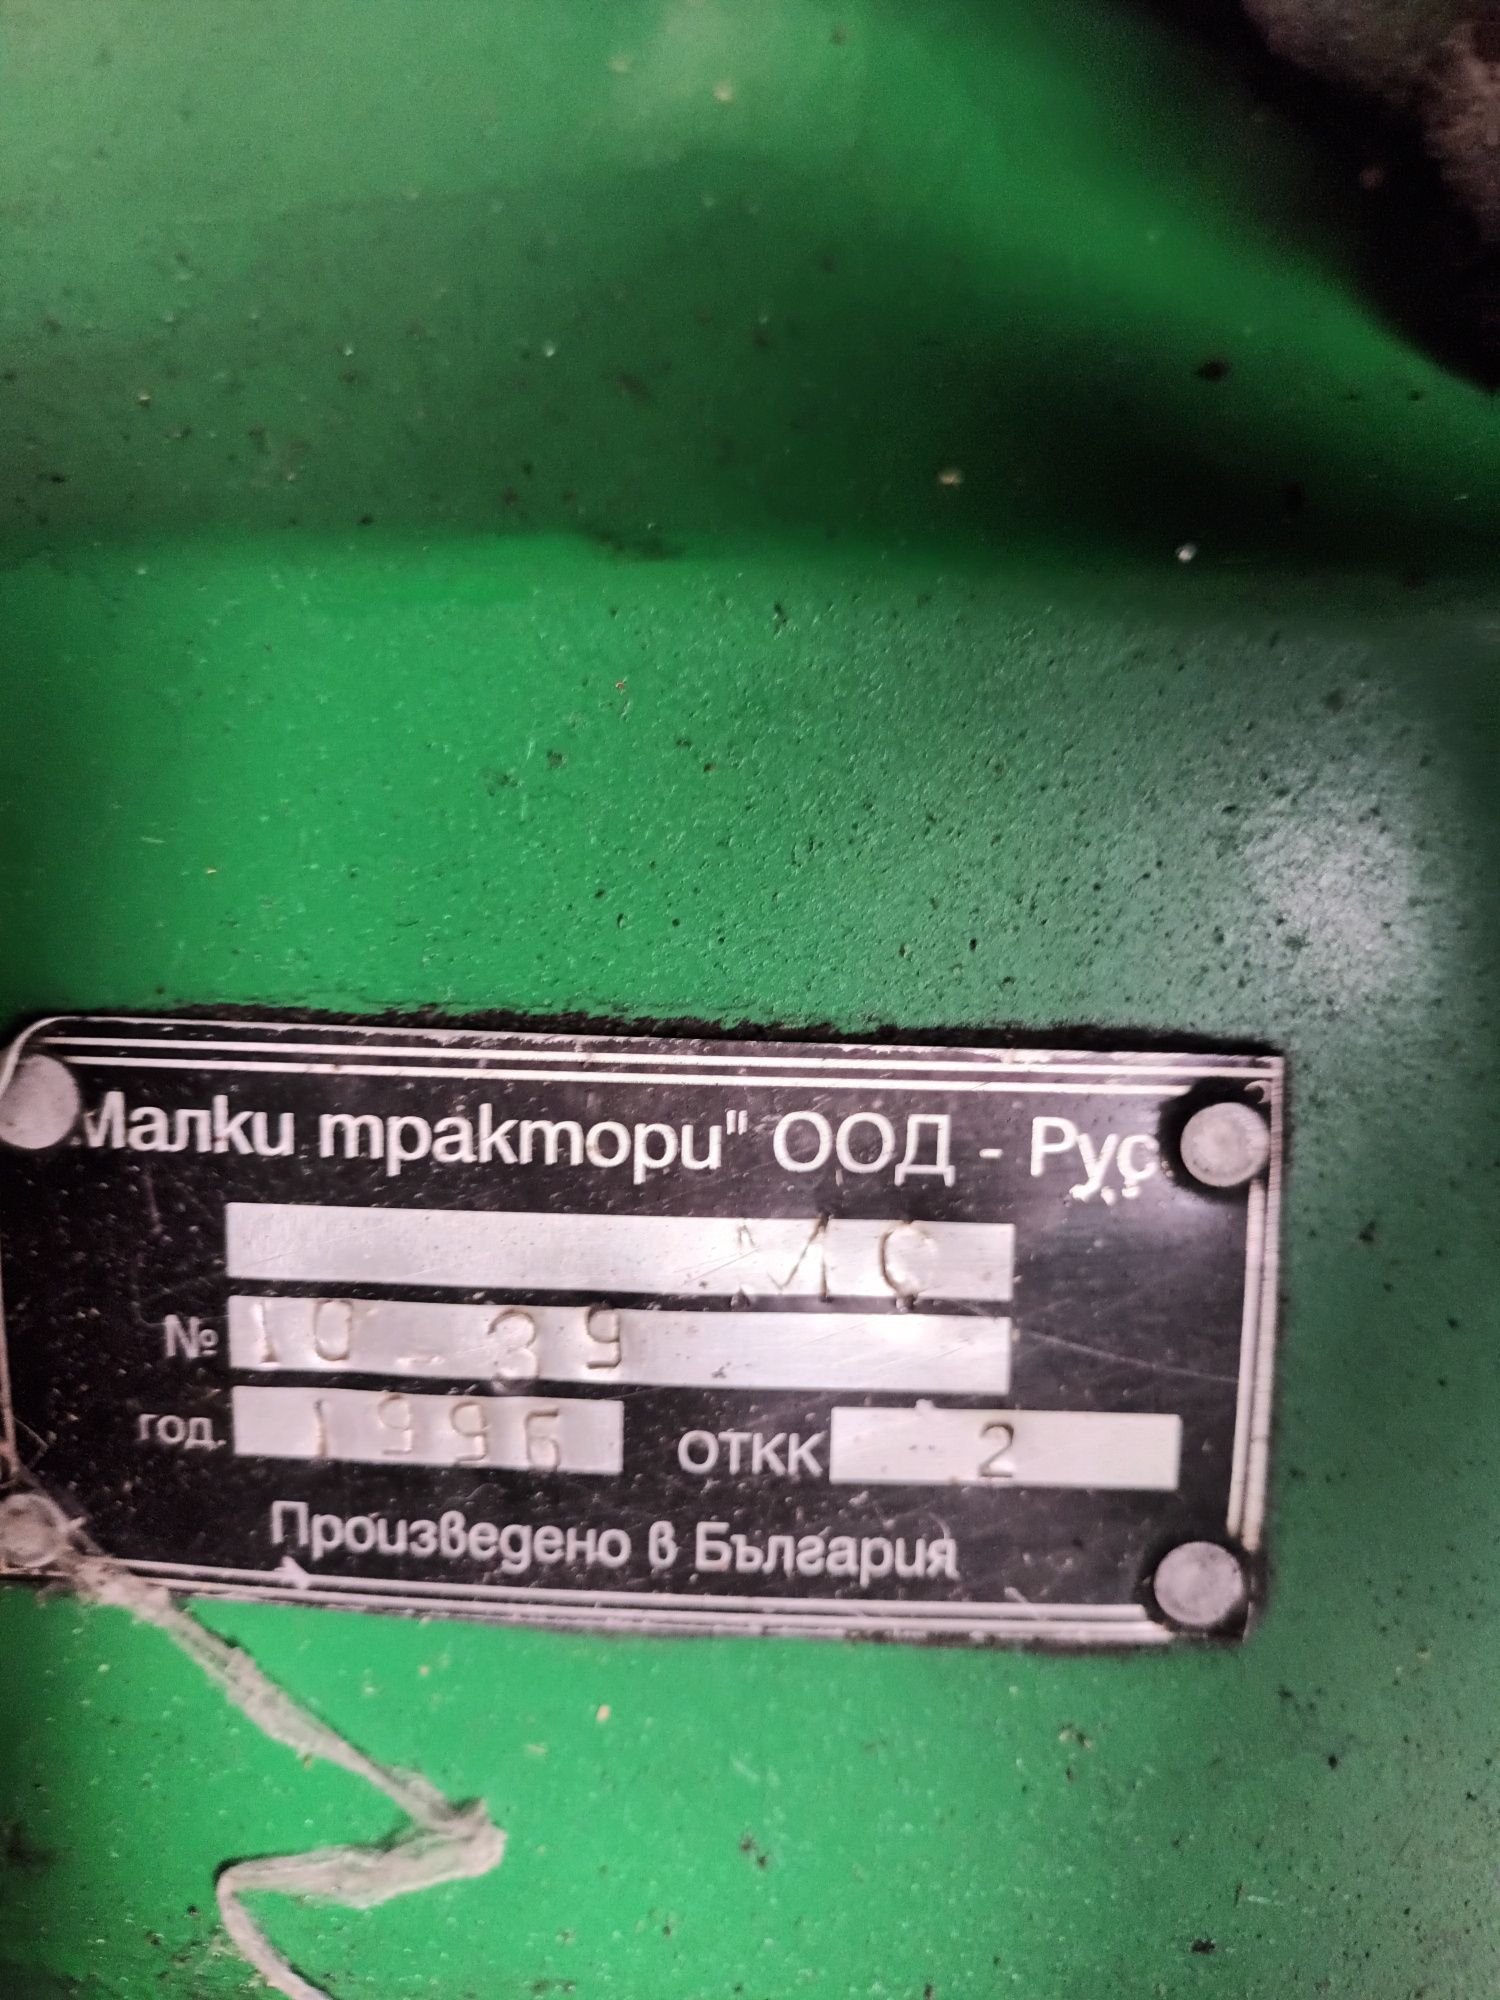 Малки трактори" ООД - Рус
МС
№ 10 - 39
год. 1996 ОТКК 2
Произведено в България